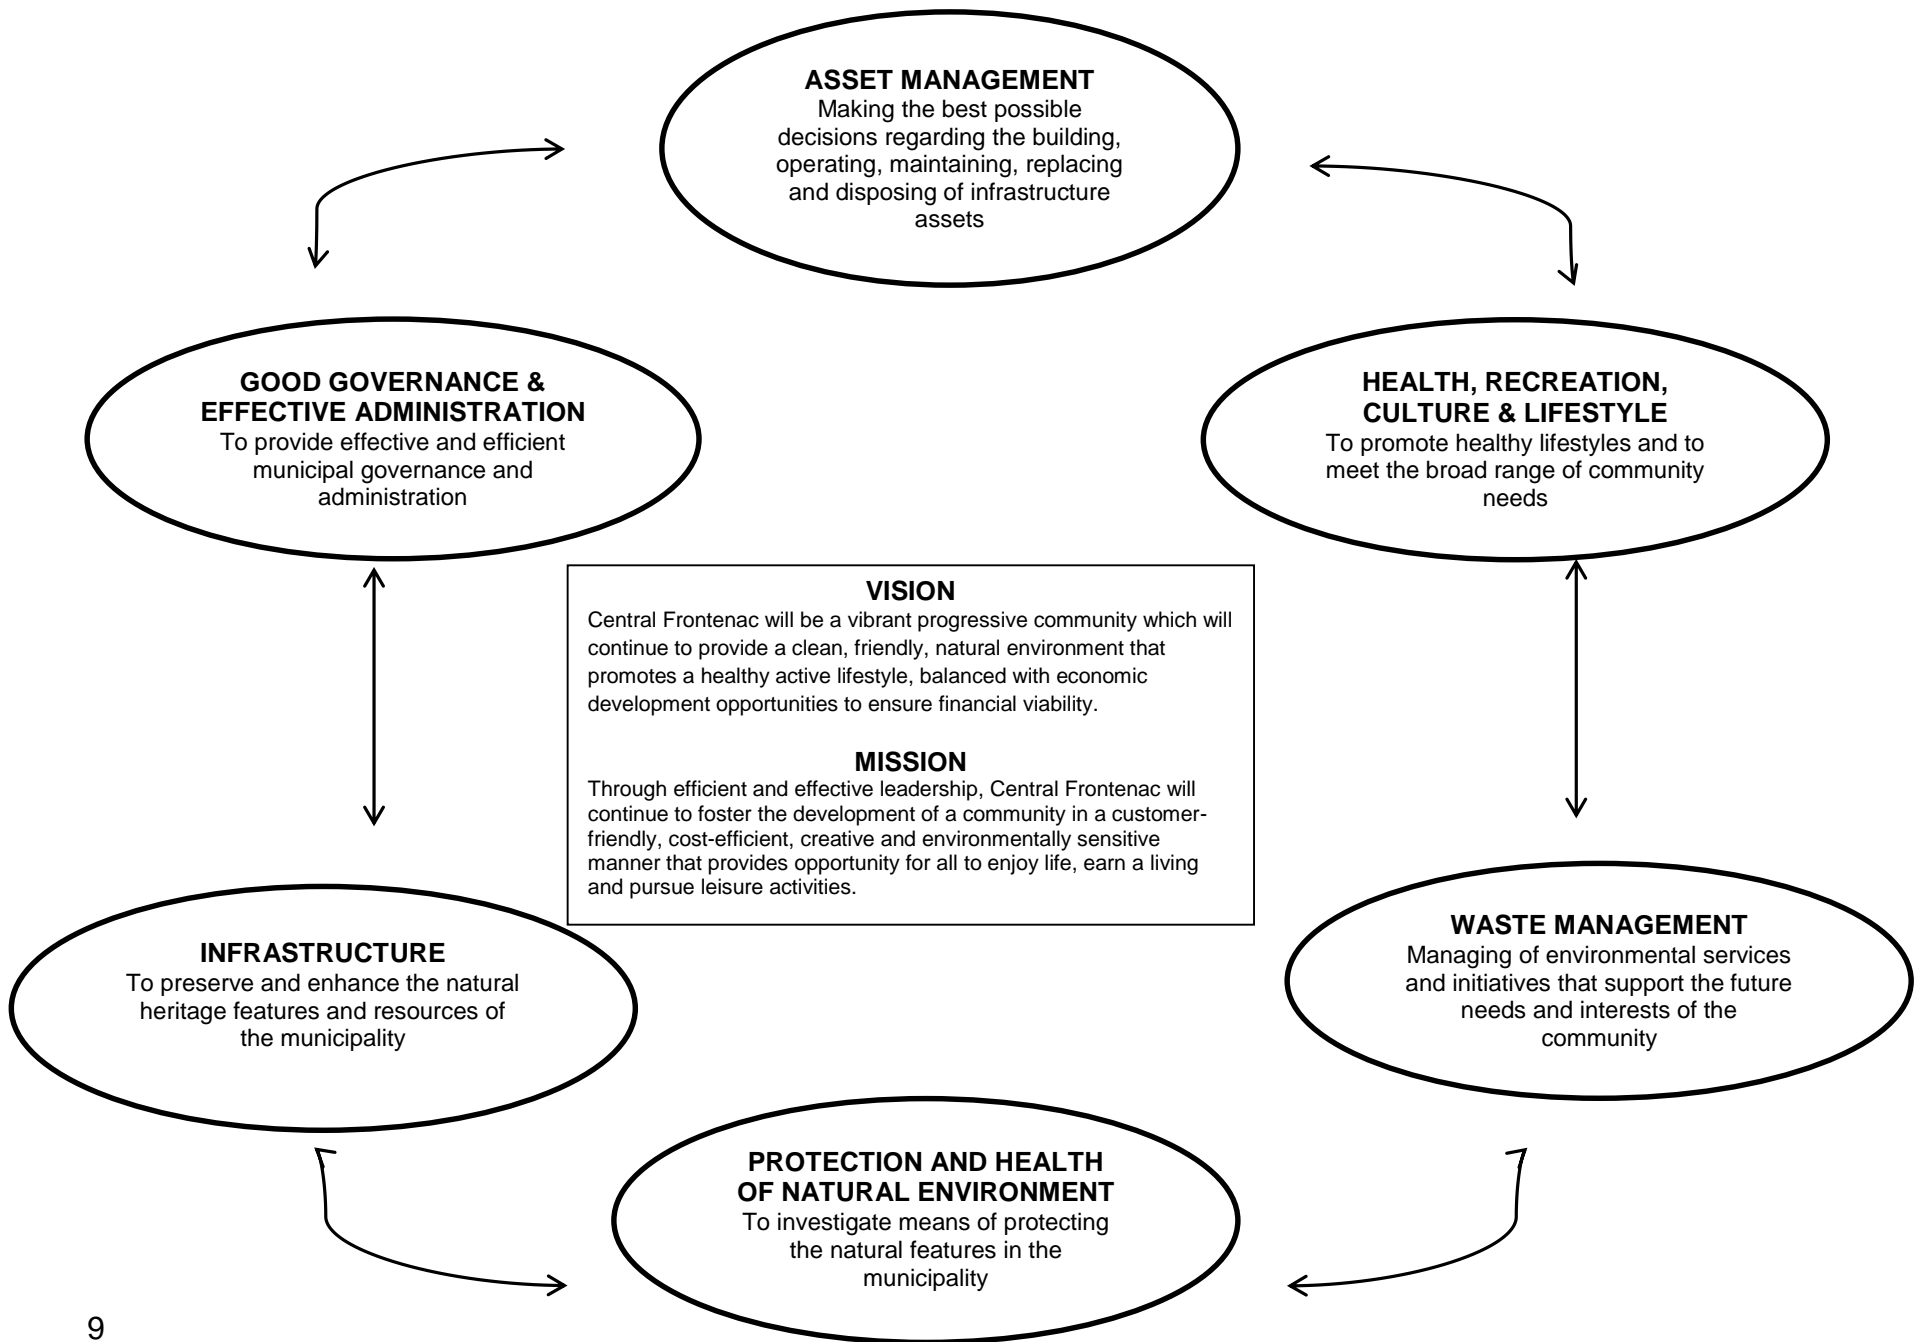 ASSET MANAGEMENT
Making the best possible
decisions regarding the building,
operating, maintaining, replacing
and disposing of infrastructure
assets
GOOD GOVERNANCE &
EFFECTIVE ADMINISTRATION
To provide effective and efficient
municipal governance and
administration
HEALTH, RECREATION,
CULTURE & LIFESTYLE
To promote healthy lifestyles and to
meet the broad range of community
needs
VISION
Central Frontenac will be a vibrant progressive community which will
continue to provide a clean, friendly, natural environment that
promotes a healthy active lifestyle, balanced with economic
development opportunities to ensure financial viability.
MISSION
Through efficient and effective leadership, Central Frontenac will
continue to foster the development of a community in a customer-
friendly, cost-efficient, creative and environmentally sensitive
manner that provides opportunity for all to enjoy life, earn a living
and pursue leisure activities.
INFRASTRUCTURE
To preserve and enhance the natural
heritage features and resources of
the municipality
WASTE MANAGEMENT
Managing of environmental services
and initiatives that support the future
needs and interests of the
community
PROTECTION AND HEALTH
OF NATURAL ENVIRONMENT
To investigate means of protecting
the natural features in the
municipality
9